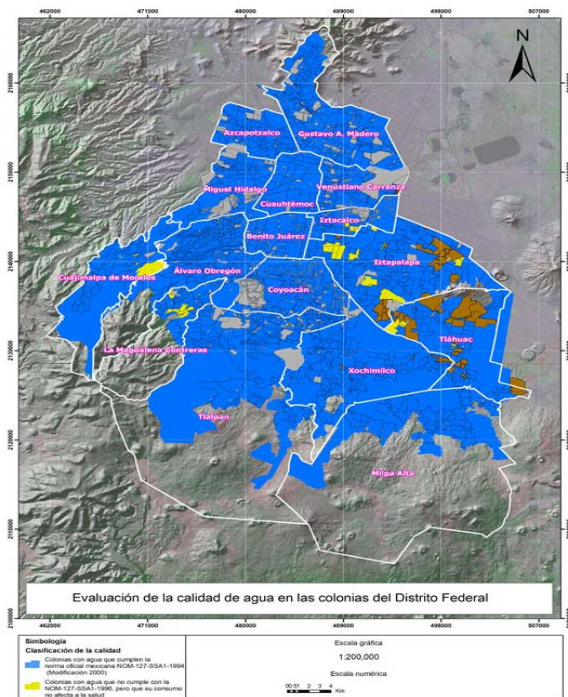 462000 471000 480000 489000 498000 507000
N
2160000
2150000
2140000
2130000
2120000
2110000
2100000
Azcapotzalco
Gustavo A. Madero
Miguel Hidalgo
Venustiano Carranza
Cuauhtémoc
Iztacalco
Benito Juárez
Iztapalapa
Cuajimalpa de Morelos
Álvaro Obregón
Coyoacán
Tláhuac
La Magdalena Contreras
Xochimilco
Tlalpan
Milpa Alta
Evaluación de la calidad de agua en las colonias del Distrito Federal
462000 471000 480000 489000 498000 507000
Simbología
Clasificación de la calidad
Colonias con agua que cumplen la
norma oficial mexicana NOM-127-SSA1-1994
(Modificación 2000)
Colonias con agua que no cumple con la
NOM-127-SSA1-1996, pero que su consumo
no afecta a la salud
Escala gráfica
1:200,000
Escala numérica
Km